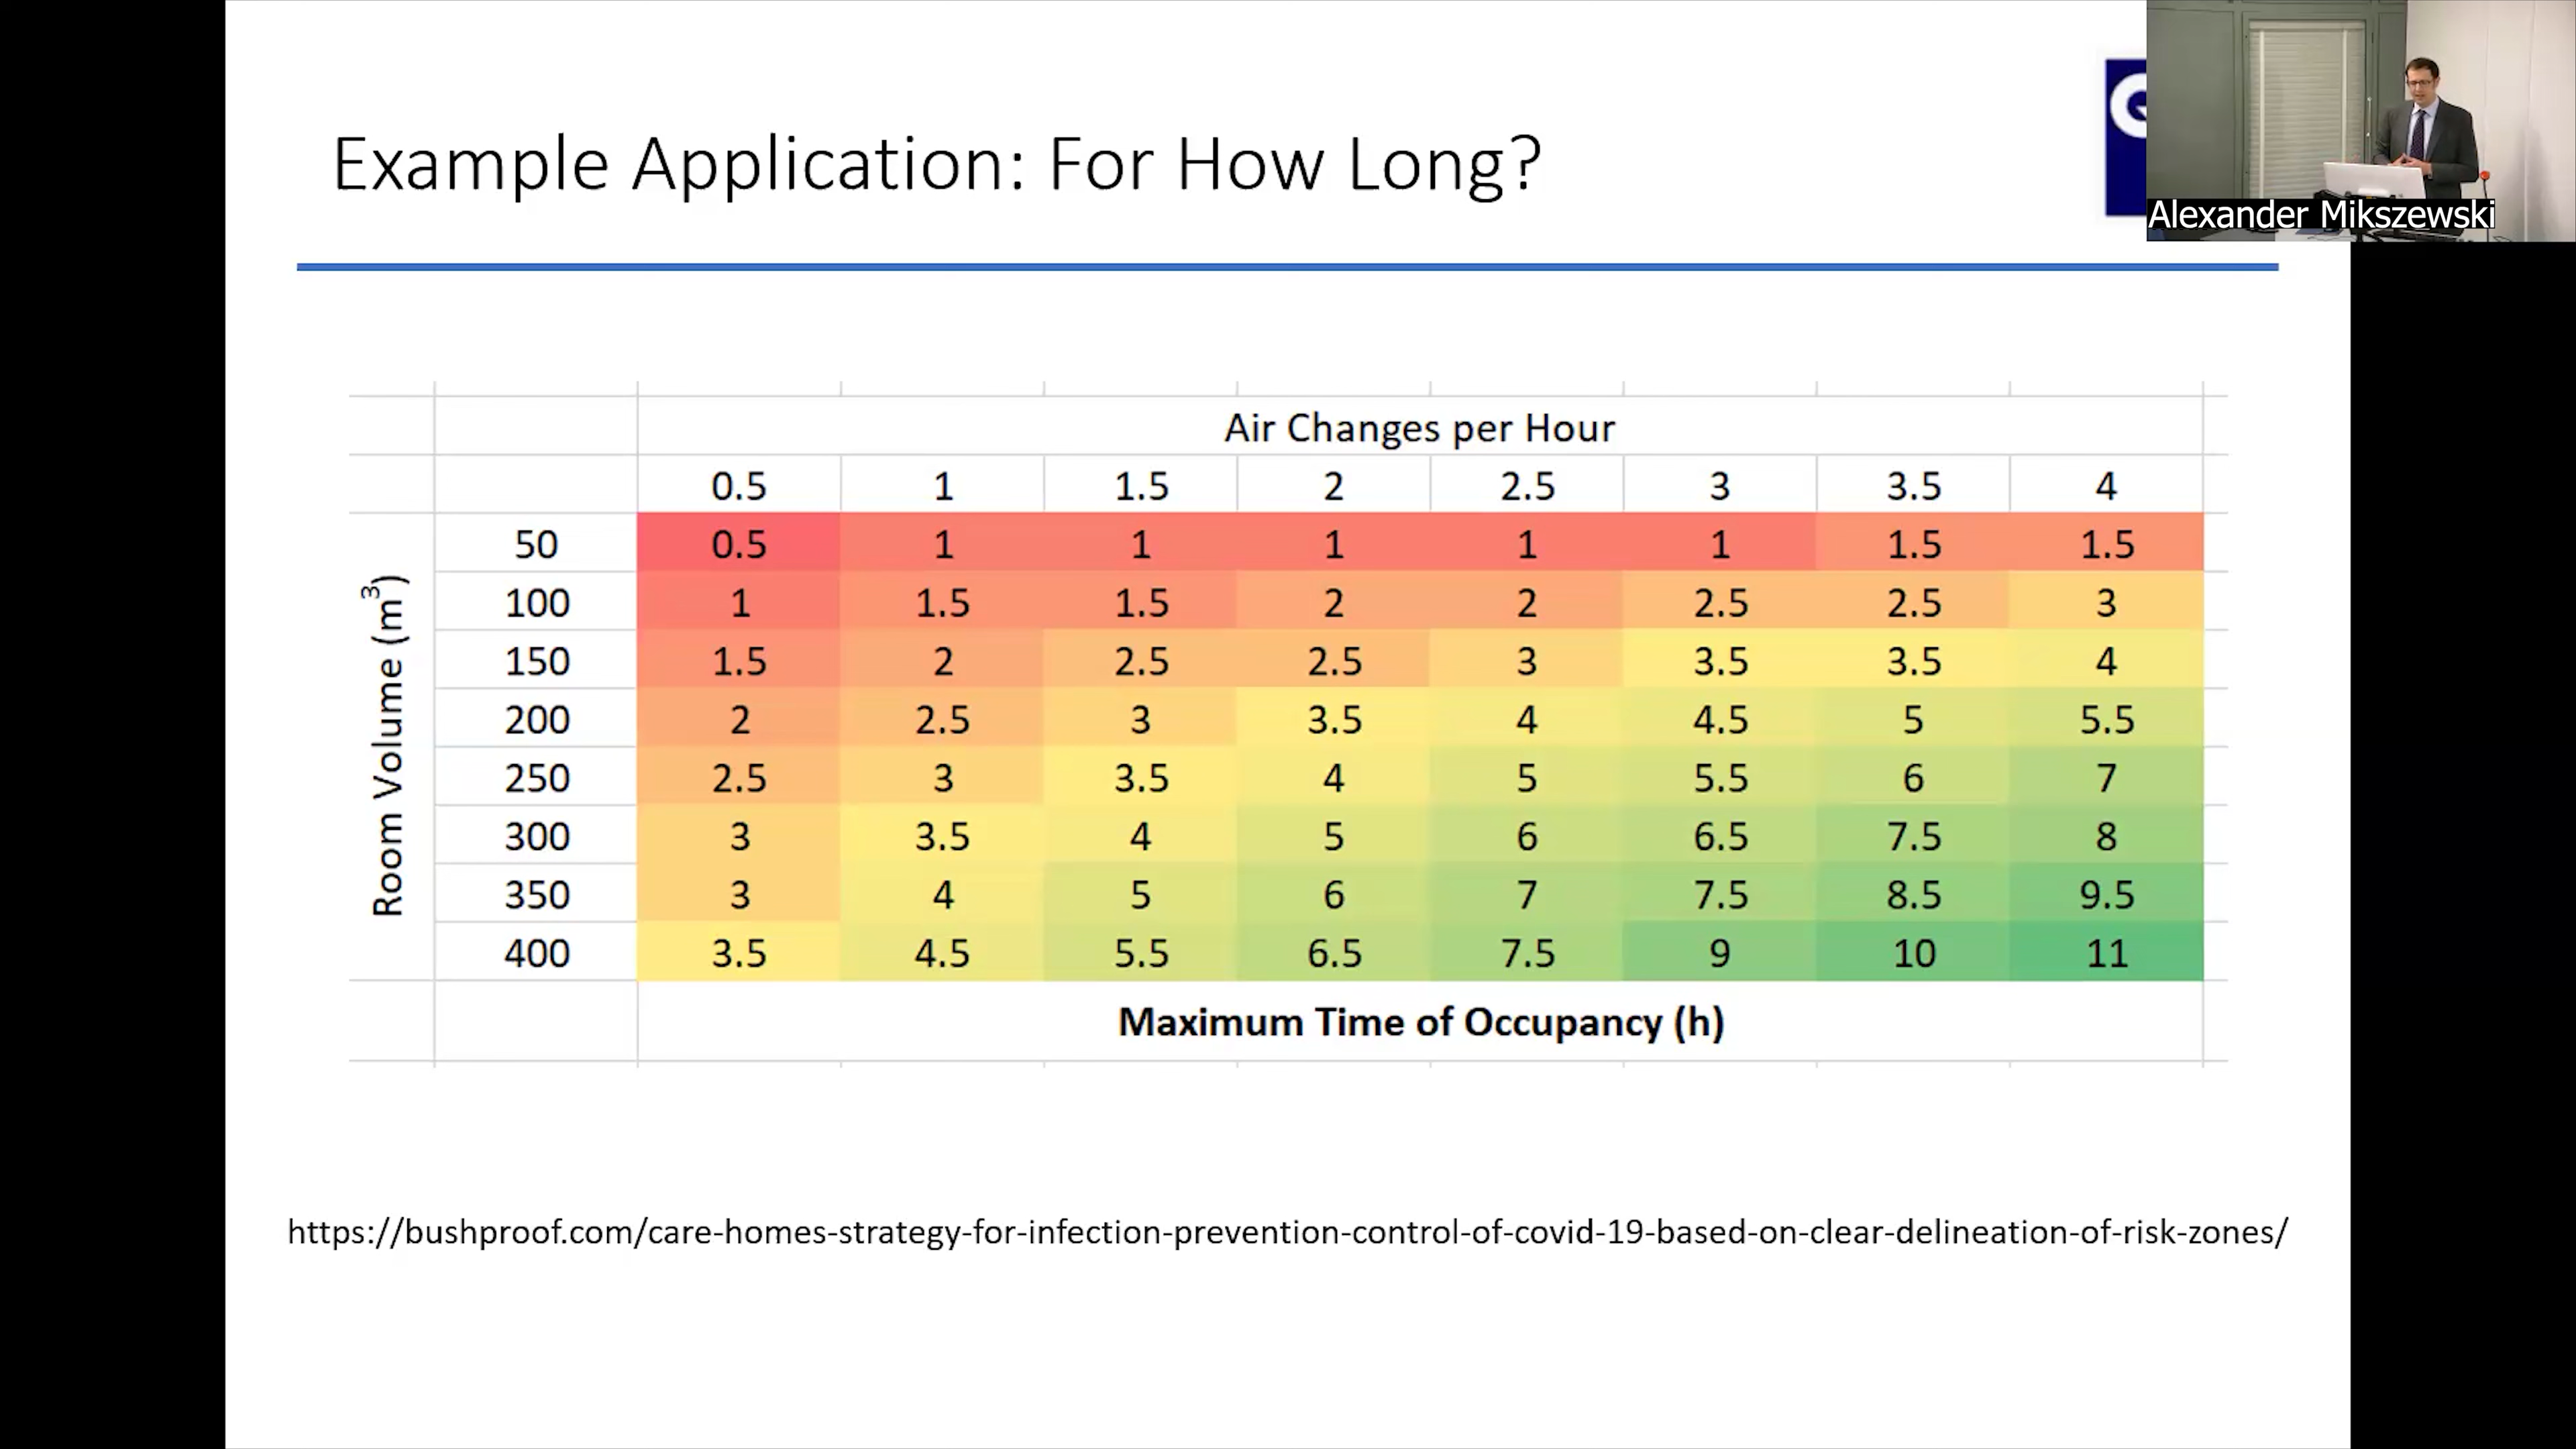 Example Application: For How Long?
Alexander Mikszewski
Air Changes per Hour
0.5 1 1.5 2 2.5 3 3.5 4
Room Volume (m³)
50 0.5 1 1 1 1 1 1.5 1.5
100 1 1.5 1.5 2 2 2.5 2.5 3
150 1.5 2 2.5 2.5 3 3.5 3.5 4
200 2 2.5 3 3.5 4 4.5 5 5.5
250 2.5 3 3.5 4 5 5.5 6 7
300 3 3.5 4 5 6 6.5 7.5 8
350 3 4 5 6 7 7.5 8.5 9.5
400 3.5 4.5 5.5 6.5 7.5 9 10 11
Maximum Time of Occupancy (h)
https://bushproof.com/care-homes-strategy-for-infection-prevention-control-of-covid-19-based-on-clear-delineation-of-risk-zones/